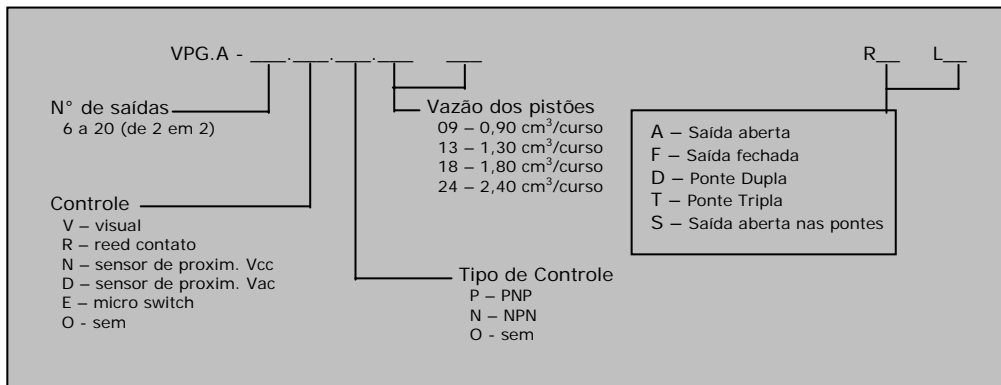 VPG.A - ___.___.___.___ ___ R__ L__
N° de saídas
6 a 20 (de 2 em 2)
Vazão dos pistões
09 – 0,90 cm³/curso
13 – 1,30 cm³/curso
18 – 1,80 cm³/curso
24 – 2,40 cm³/curso
A – Saída aberta
F – Saída fechada
D – Ponte Dupla
T – Ponte Tripla
S – Saída aberta nas pontes
Controle
V – visual
R – reed contato
N – sensor de proxim. Vcc
D – sensor de proxim. Vac
E – micro switch
O - sem
Tipo de Controle
P – PNP
N – NPN
O - sem